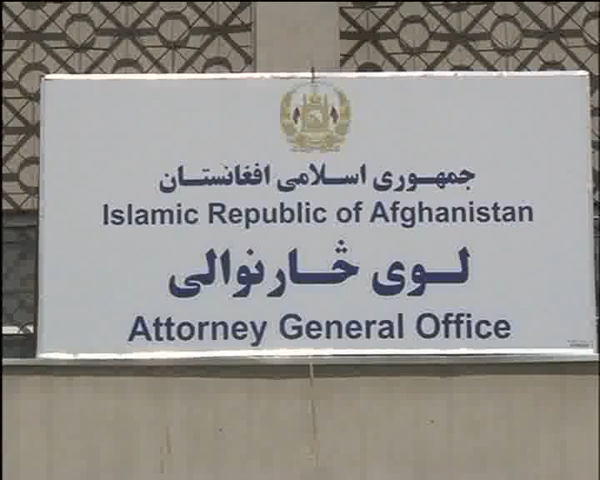 جمهوری اسلامی افغانستان
Islamic Republic of Afghanistan
لوی څارنوالی
Attorney General Office